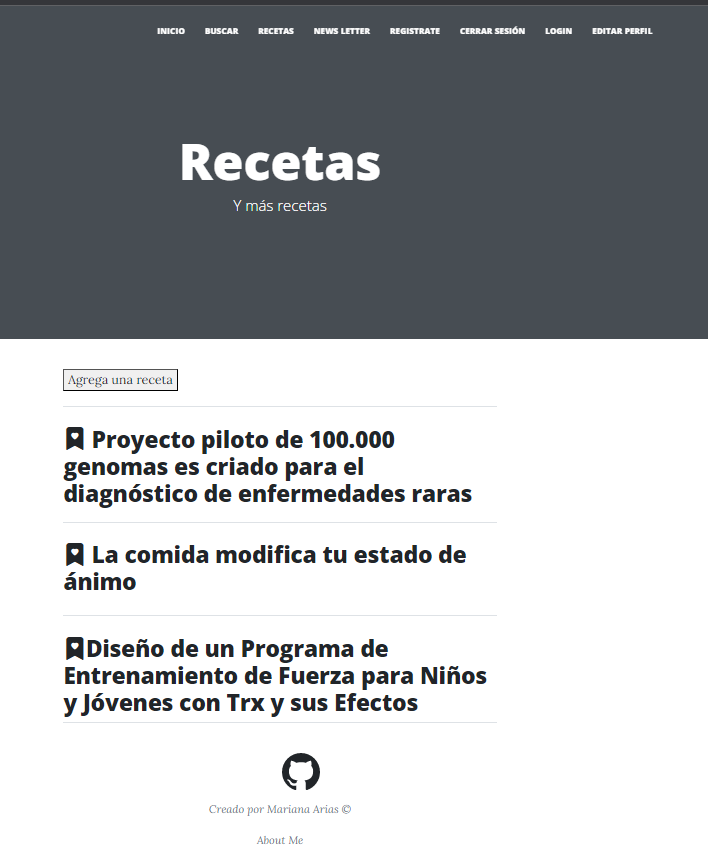 INICIO BUSCAR RECETAS NEWS LETTER REGISTRATE CERRAR SESIÓN LOGIN EDITAR PERFIL
Recetas
Y más recetas
Agrega una receta
Proyecto piloto de 100.000
genomas es criado para el
diagnóstico de enfermedades raras
La comida modifica tu estado de
ánimo
Diseño de un Programa de
Entrenamiento de Fuerza para Niños
y Jóvenes con Trx y sus Efectos
Creado por Mariana Arias ©
About Me